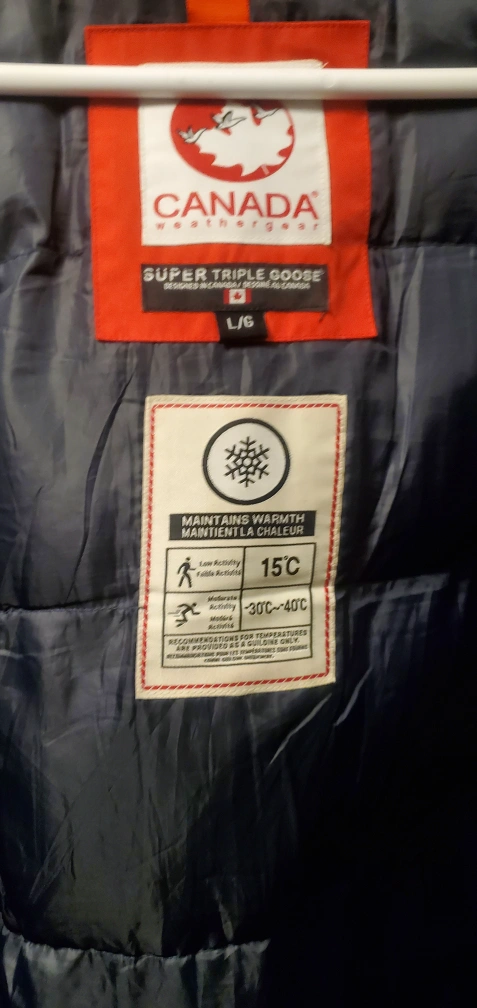 CANADA®
weathergear
SUPER TRIPLE GOOSE
DESIGNED IN CANADA / DESSINÉ AU CANADA
L/G
MAINTAINS WARMTH
MAINTIENT LA CHALEUR
Low Activity
Faible Activité
15°C
Moderate
Activity
Modéré
Activité
-30°C~-40°C
RECOMMENDATIONS FOR TEMPERATURES
ARE PROVIDED AS A GUILDINE ONLY.